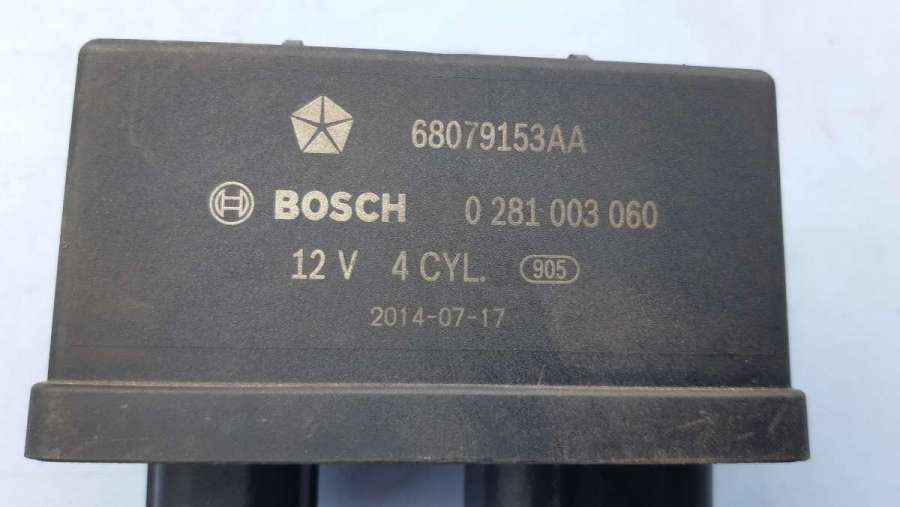 68079153AA
BOSCH 0 281 003 060
12 V 4 CYL. 905
2014-07-17